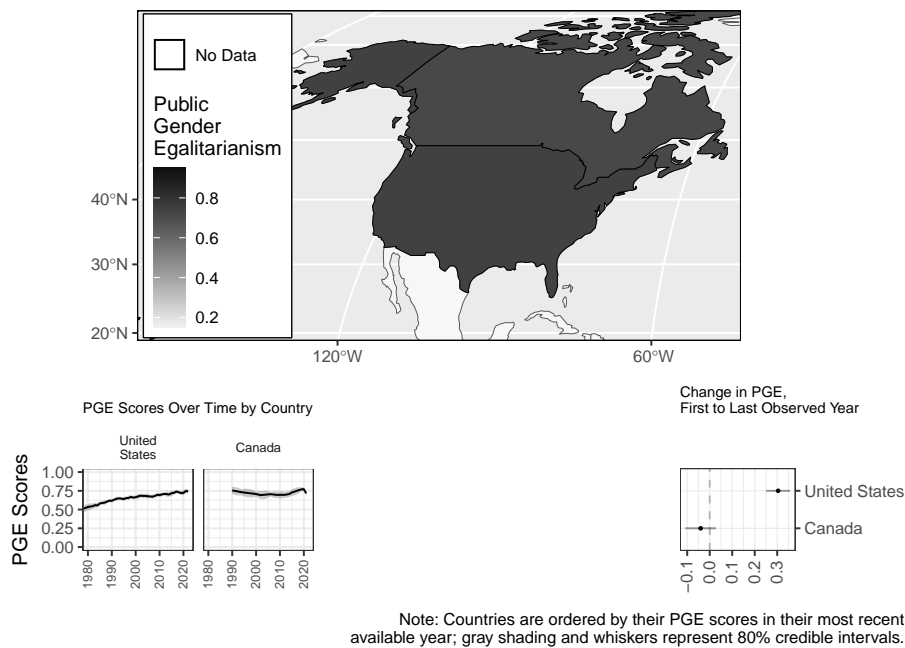 No Data
Public
Gender
Egalitarianism
0.8
0.6
0.4
0.2
40°N
30°N
20°N
120°W
60°W
PGE Scores Over Time by Country
Change in PGE,
First to Last Observed Year
United
States
Canada
PGE Scores
1.00
0.75
0.50
0.25
0.00
1980
1990
2000
2010
2020
1980
1990
2000
2010
2020
United States
Canada
−0.1
0.0
0.1
0.2
0.3
Note: Countries are ordered by their PGE scores in their most recent
available year; gray shading and whiskers represent 80% credible intervals.